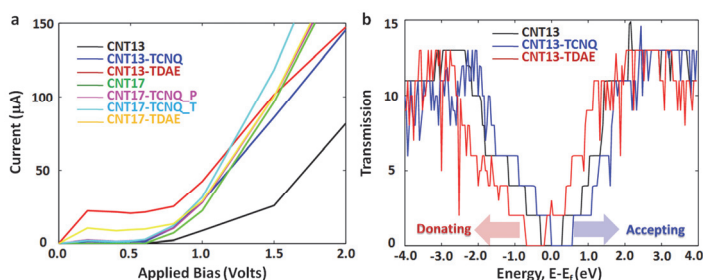 a
CNT13
CNT13-TCNQ
CNT13-TDAE
CNT17
CNT17-TCNQ_P
CNT17-TCNQ_T
CNT17-TDAE
150
100
50
0
Current (µA)
0.0
0.5
1.0
1.5
2.0
Applied Bias (Volts)
b
CNT13
CNT13-TCNQ
CNT13-TDAE
15
10
5
0
Transmission
Donating
Accepting
-4.0 -3.0 -2.0 -1.0 0.0 1.0 2.0 3.0 4.0
Energy, E-Ef (eV)